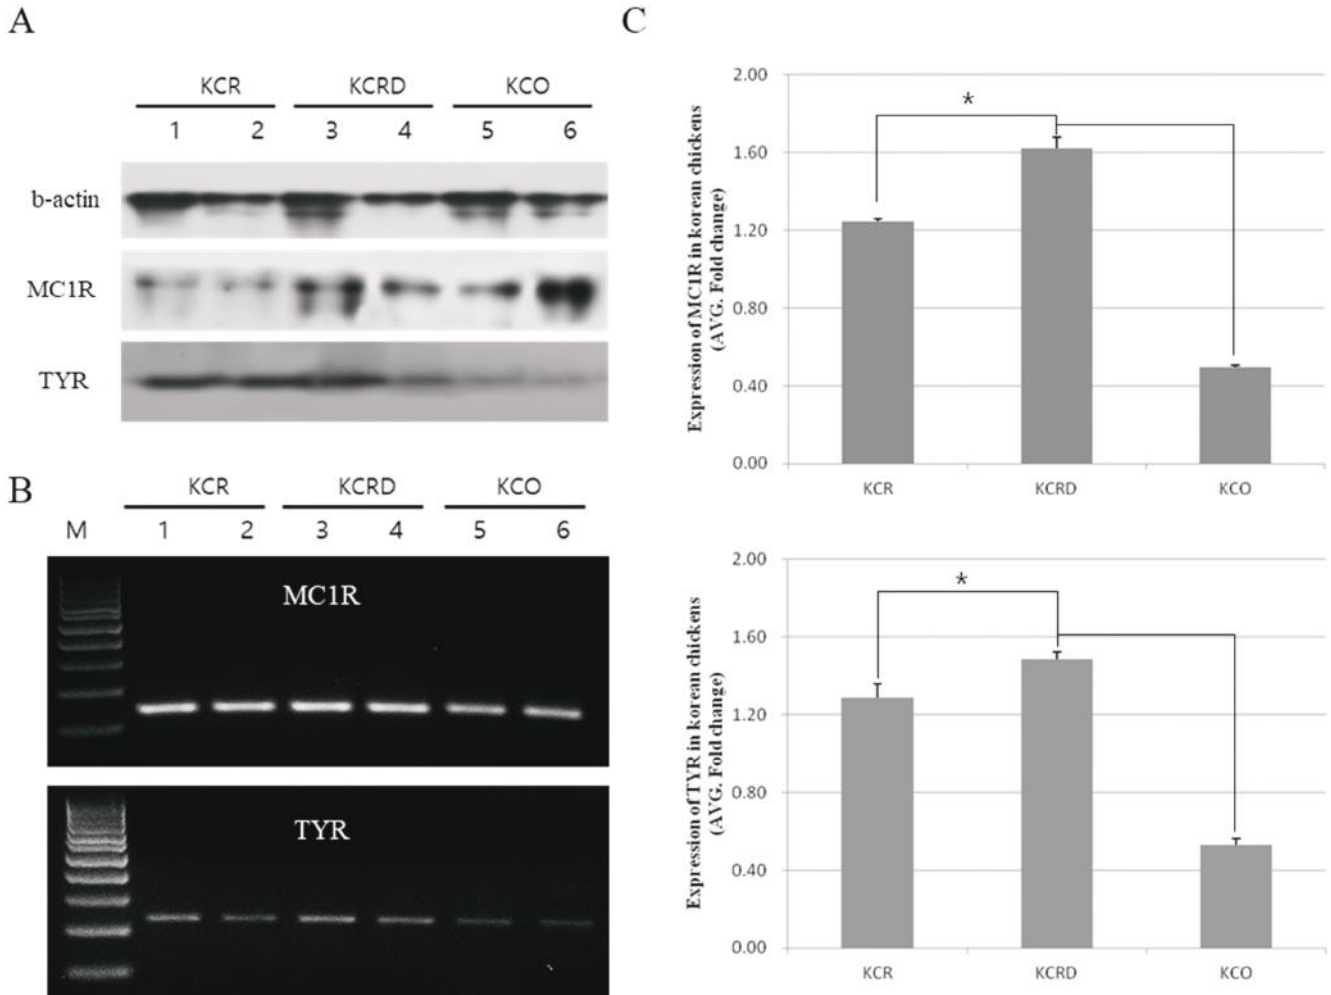 A
KCR KCRD KCO
1 2 3 4 5 6
b-actin
MC1R
TYR
B
KCR KCRD KCO
M 1 2 3 4 5 6
MC1R
TYR
C
Expression of MC1R in korean chickens
(AVG. Fold change)
2.00
1.60
1.20
0.80
0.40
0.00
*
KCR KCRD KCO
Expression of TYR in korean chickens
(AVG. Fold change)
2.00
1.60
1.20
0.80
0.40
0.00
*
KCR KCRD KCO